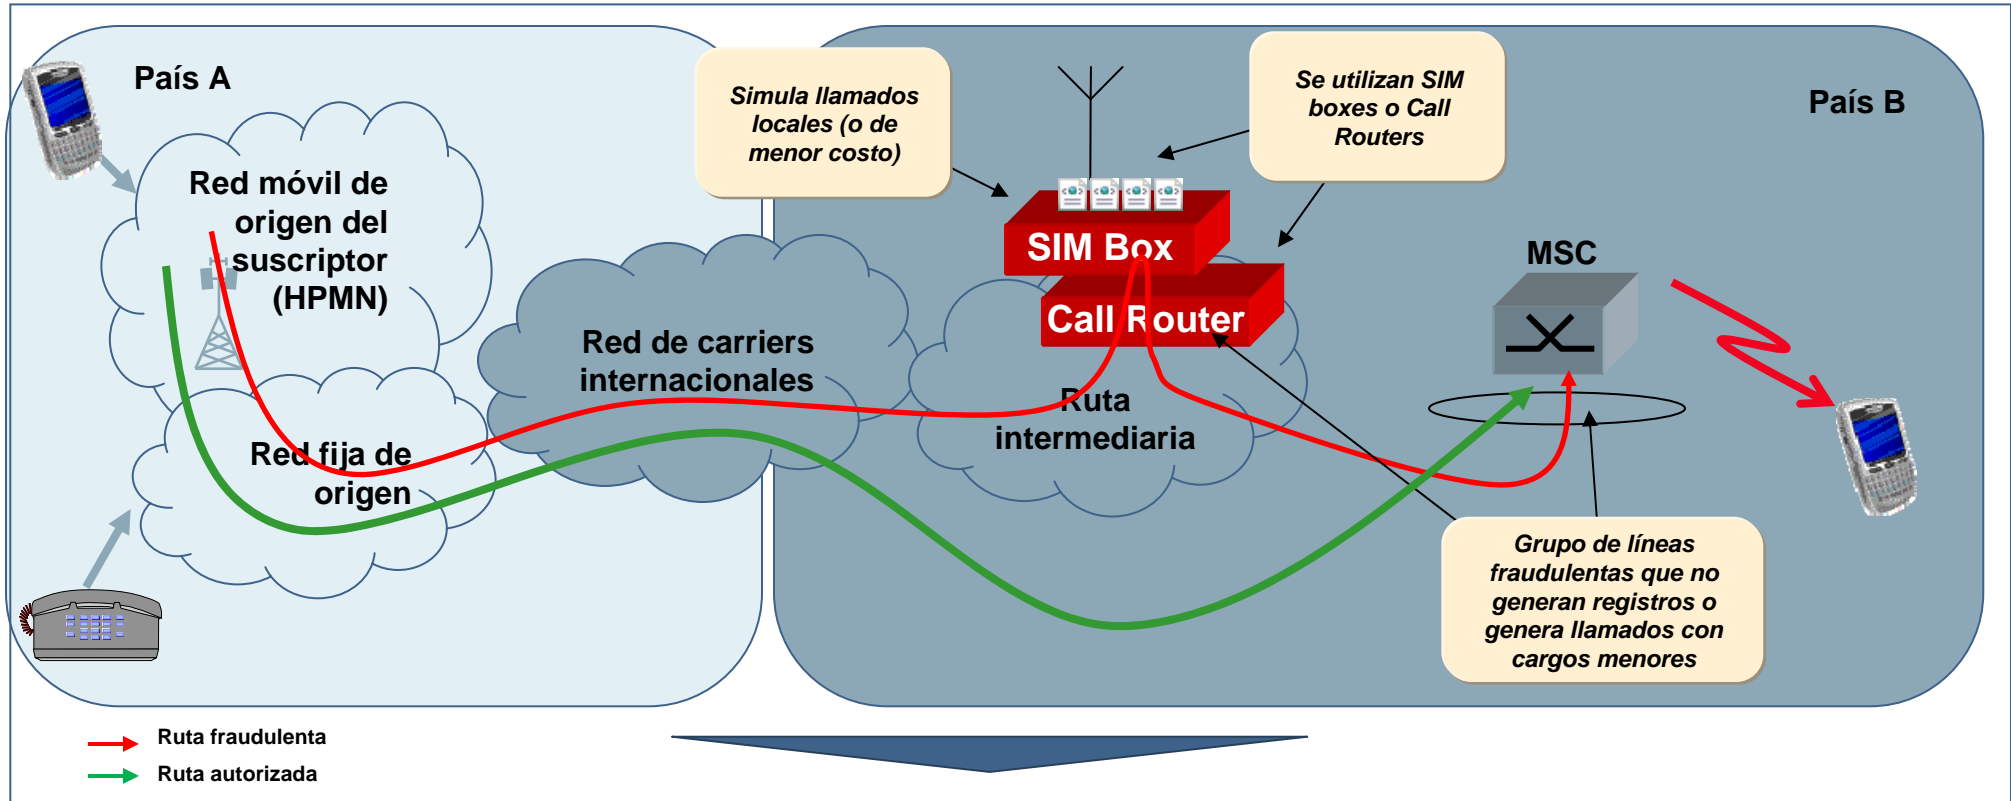 País A
Red móvil de
origen del
suscriptor
(HPMN)
Red fija de
origen
Red de carriers
internacionales
Simula llamados
locales (o de
menor costo)
Se utilizan SIM
boxes o Call
Routers
País B
SIM Box
Call Router
Ruta
intermediaria
MSC
Grupo de líneas
fraudulentas que no
generan registros o
genera llamados con
cargos menores
Ruta fraudulenta
Ruta autorizada